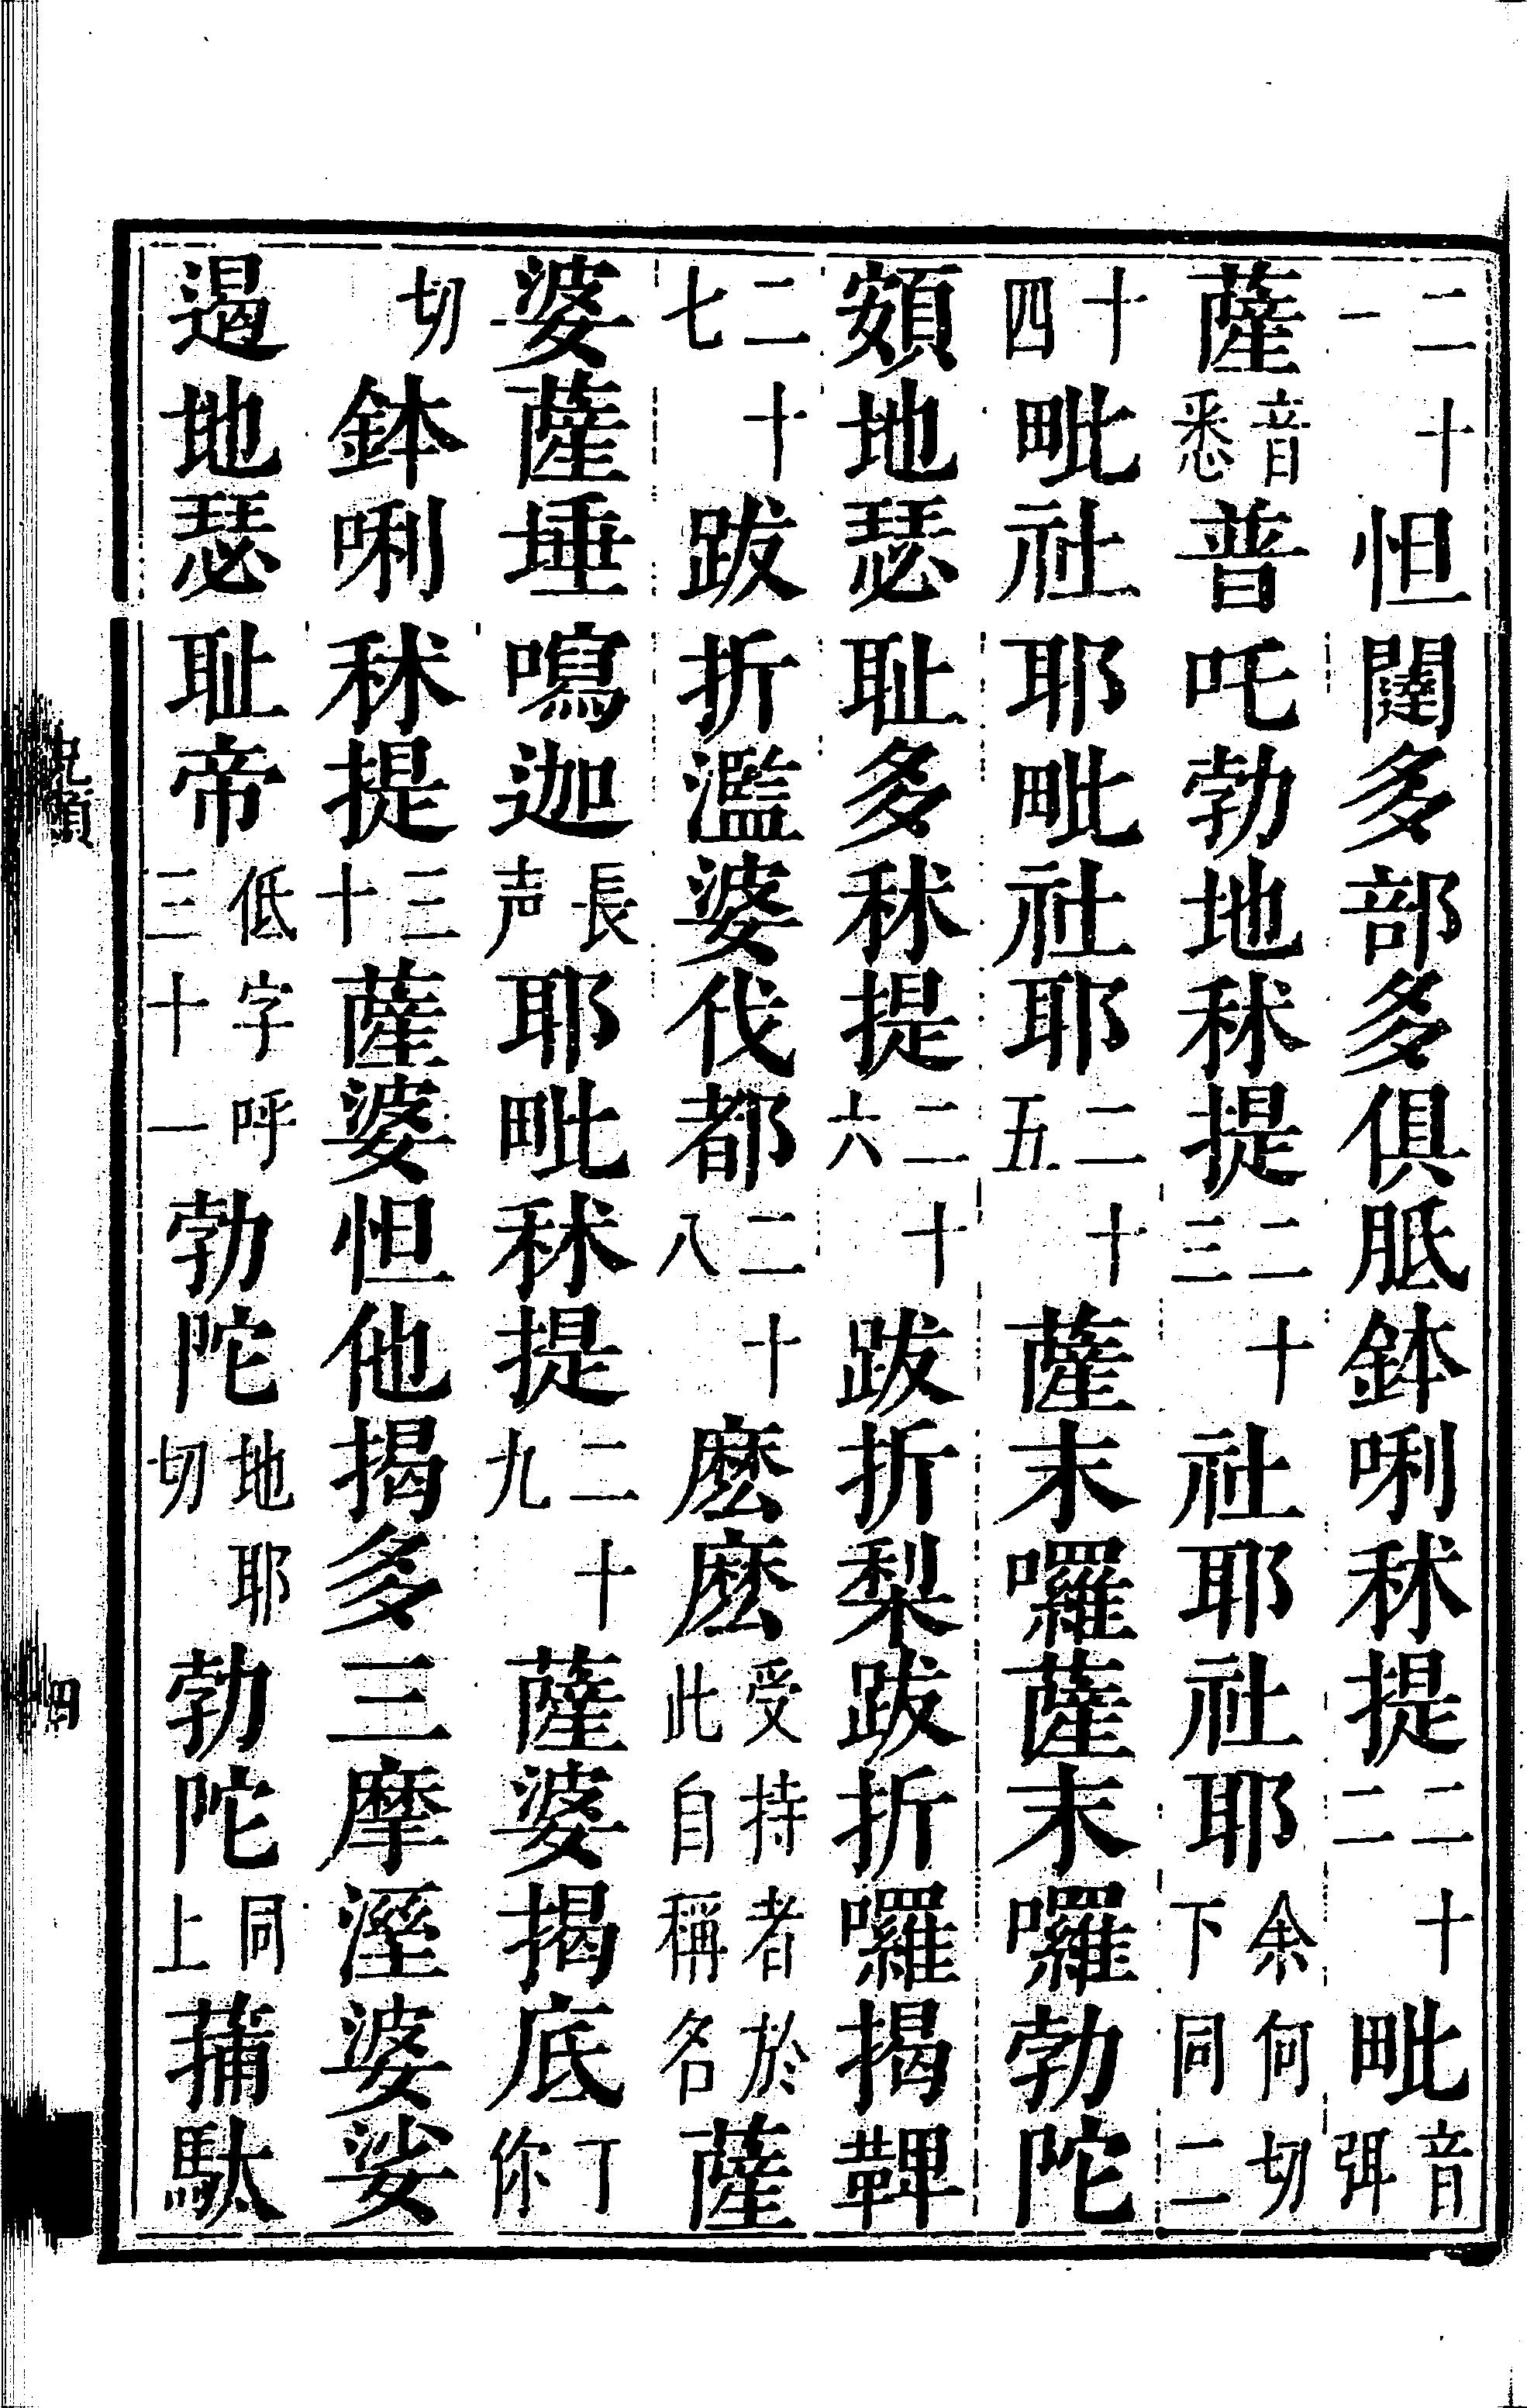 二十一怛闥多部多俱胝鉢唎秫提二十二毗音弭
薩音悉普吒勃地秫提二十三社耶社耶余何切下同二
十四毗社耶毗社耶二十五薩末囉薩末囉勃陀
頞地瑟耻多秫提二十六跋折梨跋折囉揭鞞
二十七跋折濫婆伐都二十八麽麽受持者於此自稱名薩
婆薩埵鳴迦長声耶毗秫提二十九薩婆揭底丁你
切鉢唎秫提三十薩婆怛他揭多三摩溼婆娑
遏地瑟耻帝低字呼三十一勃陀地耶切勃陀同上蒱馱
四